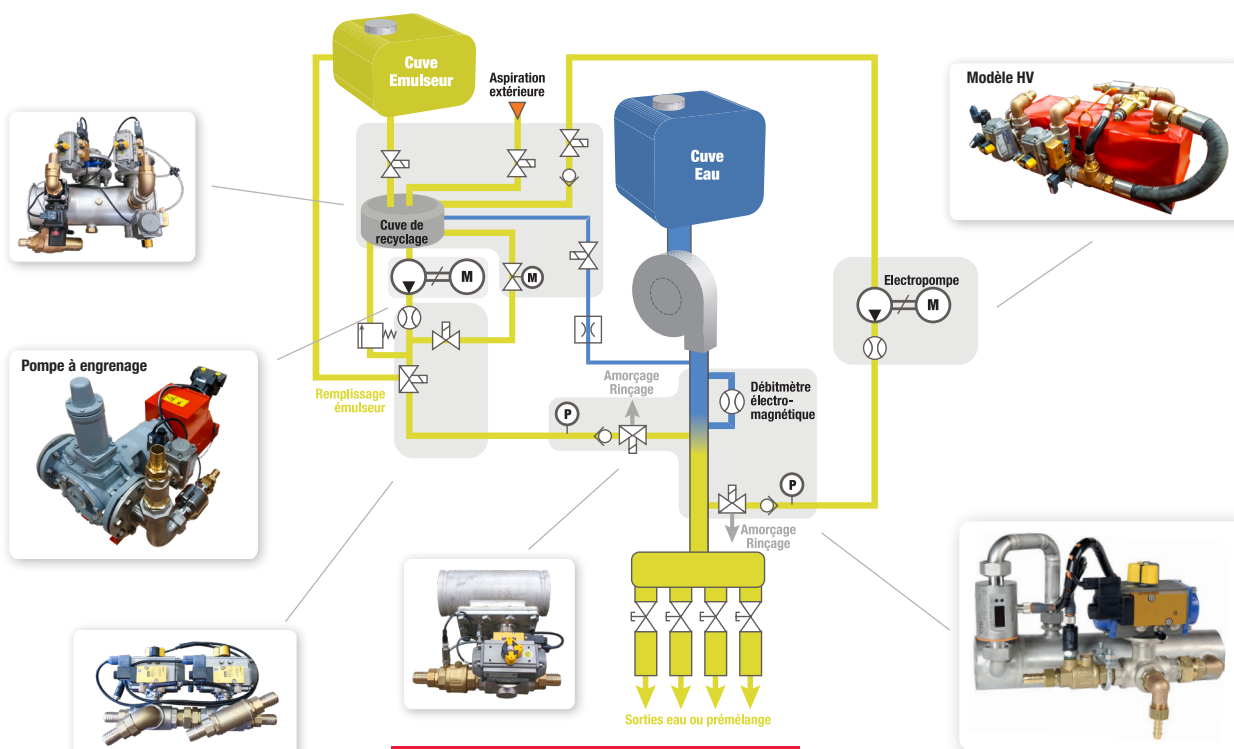 Cuve
Emulseur
Aspiration
extérieure
Modèle HV
Cuve
Eau
Cuve de
recyclage
M
M
Electropompe
M
Pompe à engrenage
Remplissage
émulseur
Amorçage
Rinçage
Débitmètre
électro-
magnétique
P
P
Amorçage
Rinçage
Sorties eau ou prémélange